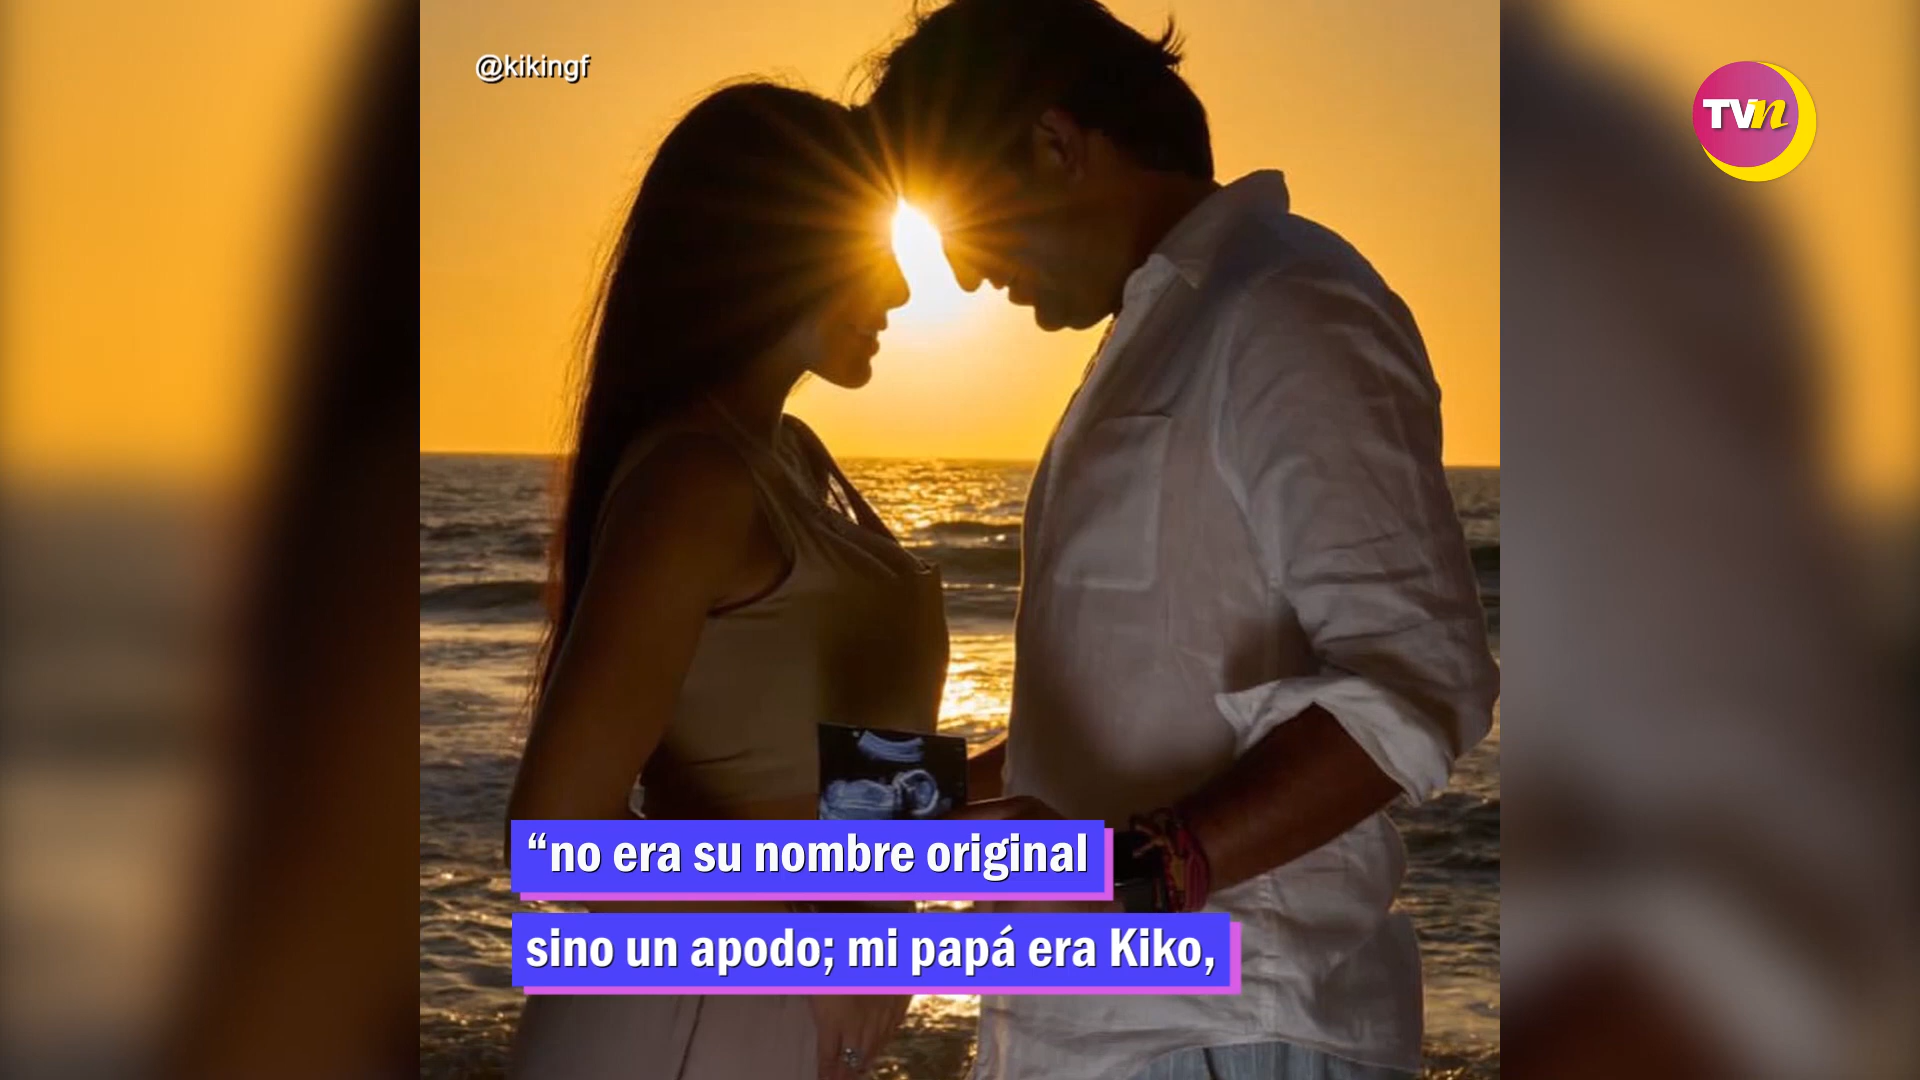 @kikingf
TVn
“no era su nombre original
sino un apodo; mi papá era Kiko,